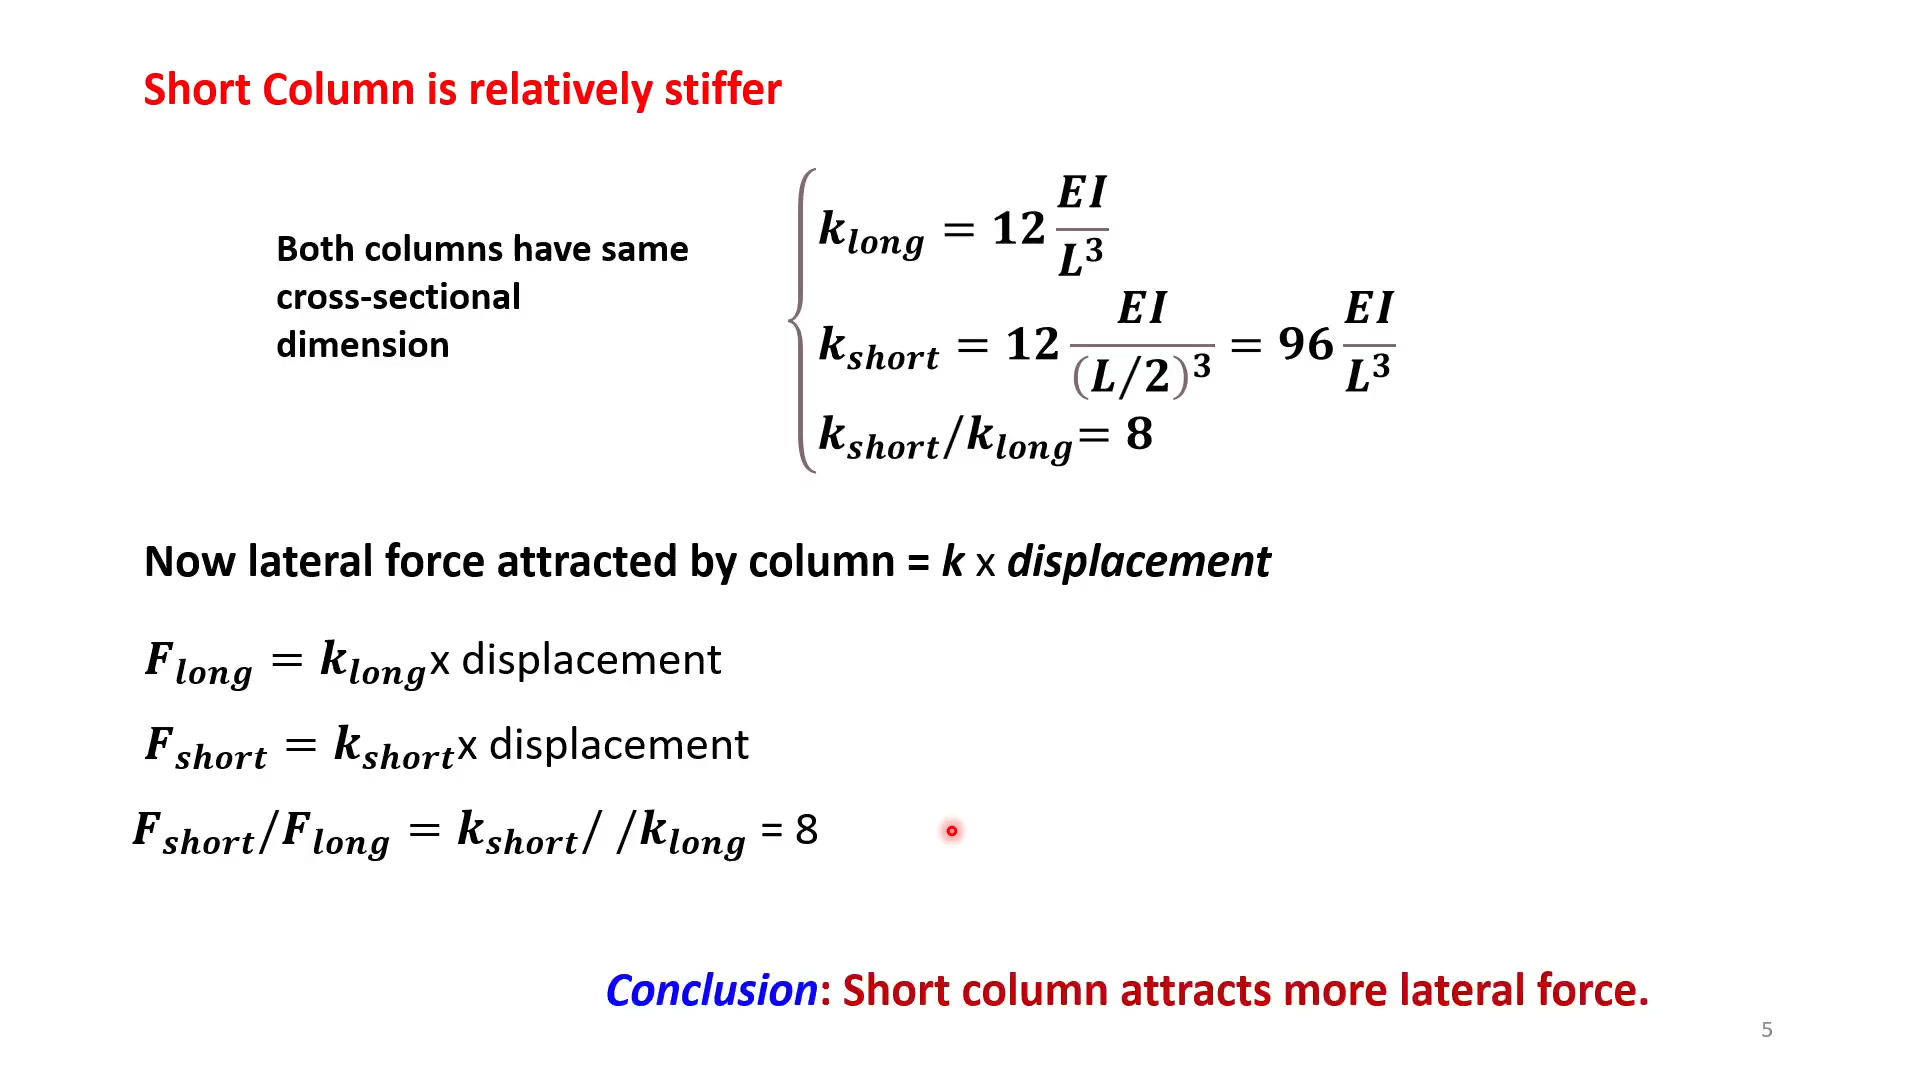 Short Column is relatively stiffer
Both columns have same
cross-sectional
dimension
k_long = 12 EI/L³
k_short = 12 EI/(L/2)³ = 96 EI/L³
k_short/k_long = 8
Now lateral force attracted by column = k x displacement
F_long = k_long x displacement
F_short = k_short x displacement
F_short/F_long = k_short/ /k_long = 8
Conclusion: Short column attracts more lateral force.
5